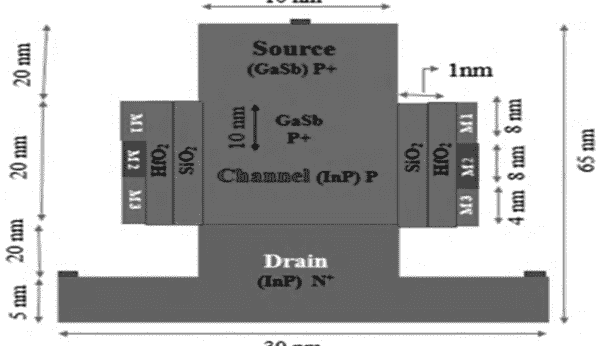 Source
(GaSb) P+
1nm
20 nm
10 nm
GaSb
P+
M1
M2
M3
HfO2
SiO2
SiO2
HfO2
M1
M2
M3
8 nm
8 nm
4 nm
20 nm
Channel (InP) P
65 nm
20 nm
Drain
(InP) N+
5 nm